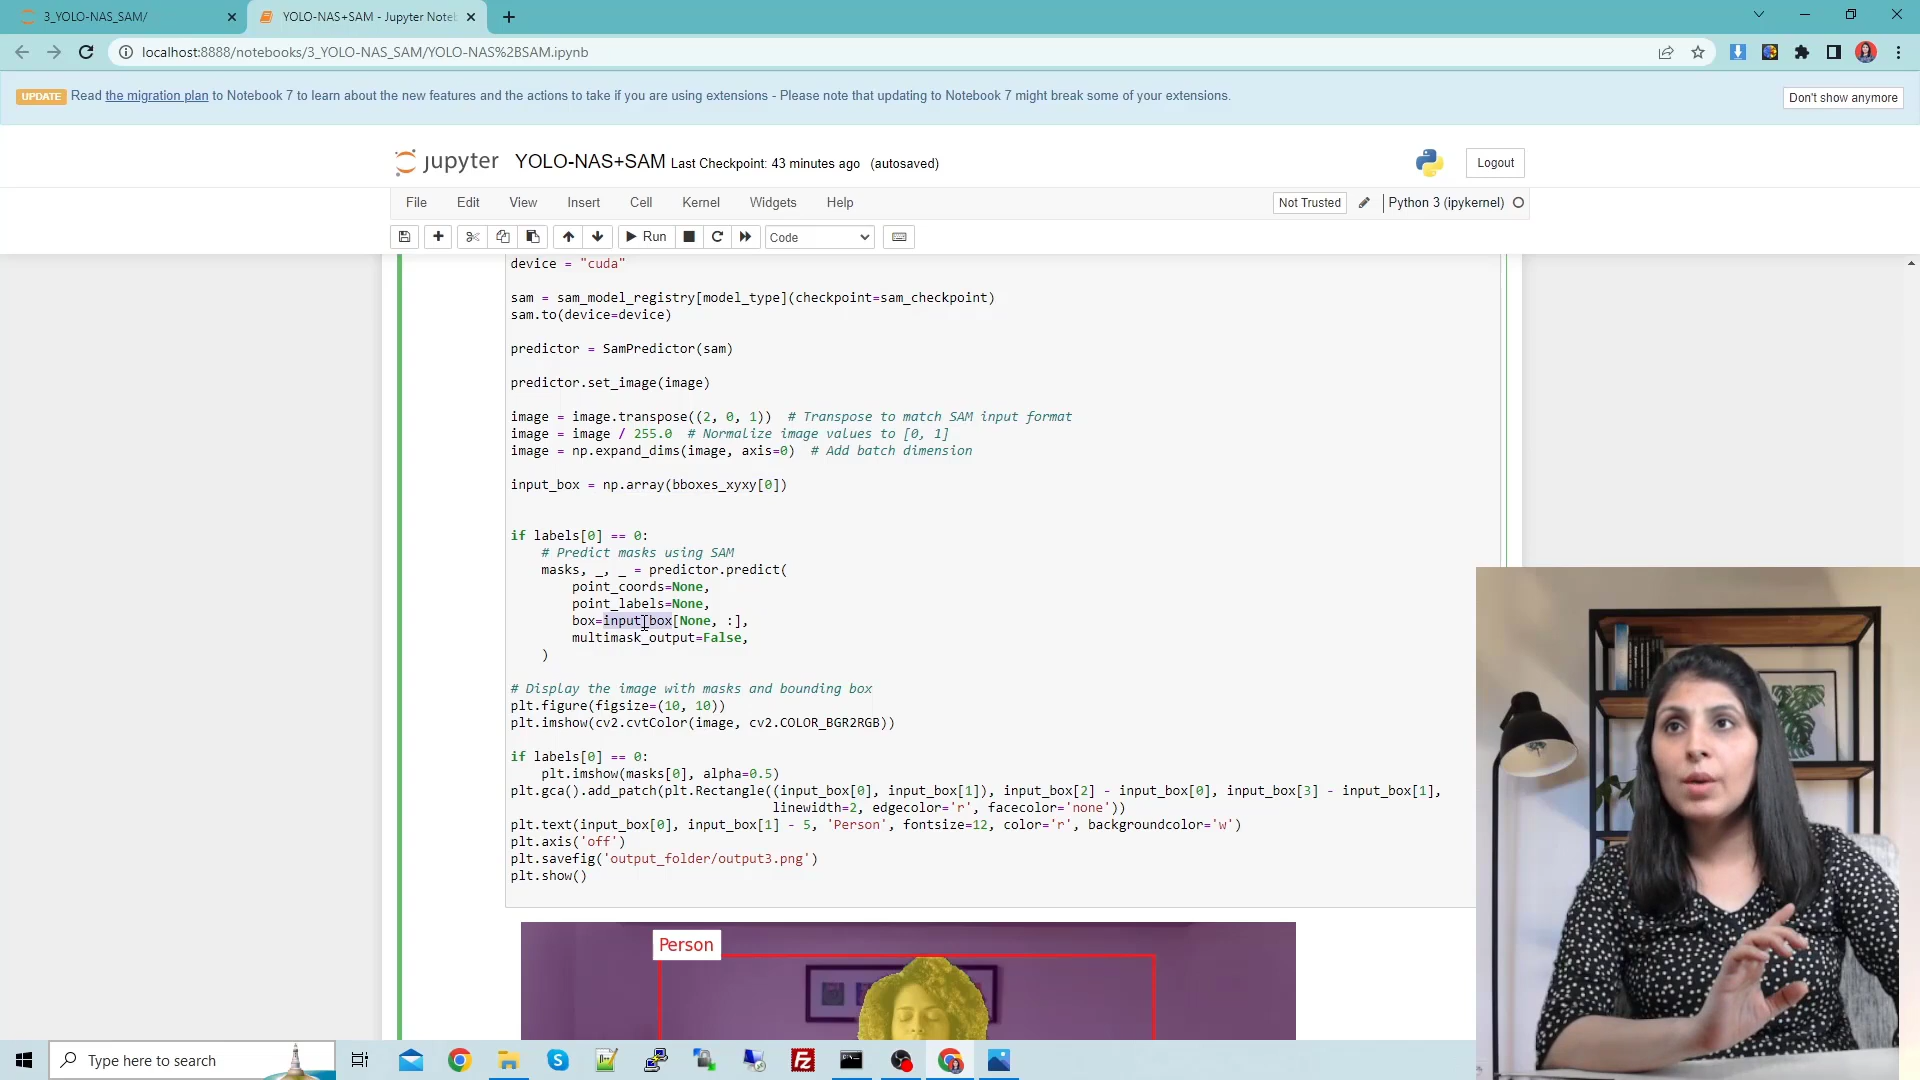 3_YOLO-NAS_SAM/
YOLO-NAS+SAM - Jupyter Noteb
localhost:8888/notebooks/3_YOLO-NAS_SAM/YOLO-NAS%2BSAM.ipynb
UPDATE Read the migration plan to Notebook 7 to learn about the new features and the actions to take if you are using extensions - Please note that updating to Notebook 7 might break some of your extensions.
Don't show anymore
jupyter YOLO-NAS+SAM Last Checkpoint: 43 minutes ago (autosaved)
Logout
File Edit View Insert Cell Kernel Widgets Help
Not Trusted
Python 3 (ipykernel)
Run
Code
device = "cuda"
sam = sam_model_registry[model_type](checkpoint=sam_checkpoint)
sam.to(device=device)
predictor = SamPredictor(sam)
predictor.set_image(image)
image = image.transpose((2, 0, 1))  # Transpose to match SAM input format
image = image / 255.0  # Normalize image values to [0, 1]
image = np.expand_dims(image, axis=0)  # Add batch dimension
input_box = np.array(bboxes_xyxy[0])
if labels[0] == 0:
    # Predict masks using SAM
    masks, _, _ = predictor.predict(
        point_coords=None,
        point_labels=None,
        box=input_box[None, :],
        multimask_output=False,
    )
# Display the image with masks and bounding box
plt.figure(figsize=(10, 10))
plt.imshow(cv2.cvtColor(image, cv2.COLOR_BGR2RGB))
if labels[0] == 0:
    plt.imshow(masks[0], alpha=0.5)
plt.gca().add_patch(plt.Rectangle((input_box[0], input_box[1]), input_box[2] - input_box[0], input_box[3] - input_box[1],
                                  linewidth=2, edgecolor='r', facecolor='none'))
plt.text(input_box[0], input_box[1] - 5, 'Person', fontsize=12, color='r', backgroundcolor='w')
plt.axis('off')
plt.savefig('output_folder/output3.png')
plt.show()
Person
Type here to search